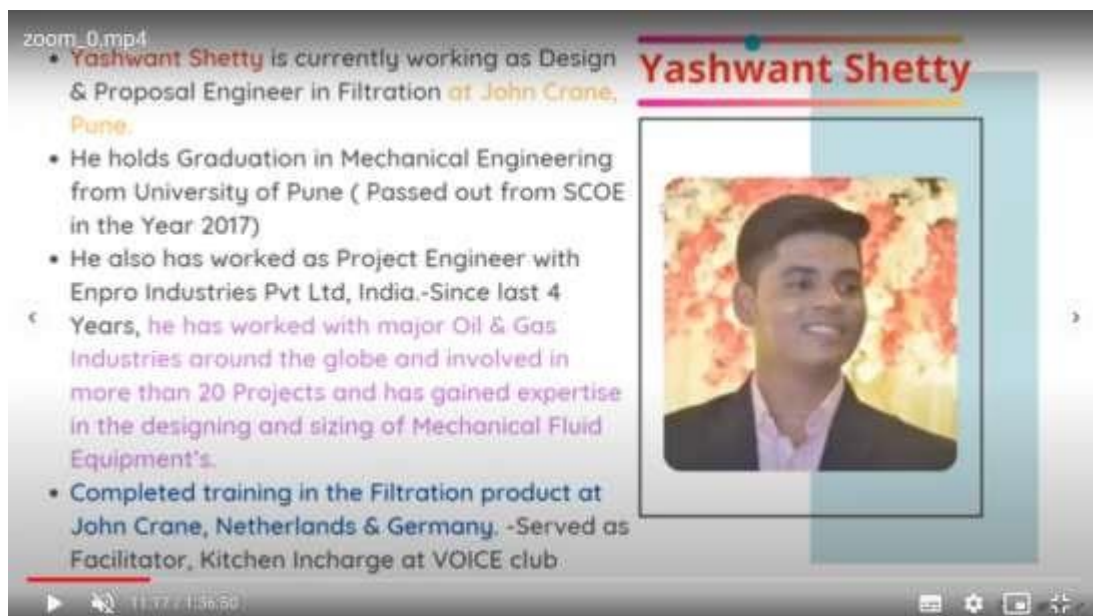 zoom_0.mp4
Yashwant Shetty
• Yashwant Shetty is currently working as Design
& Proposal Engineer in Filtration at John Crane,
Pune.
• He holds Graduation in Mechanical Engineering
from University of Pune ( Passed out from SCOE
in the Year 2017)
• He also has worked as Project Engineer with
Enpro Industries Pvt Ltd, India.-Since last 4
Years, he has worked with major Oil & Gas
Industries around the globe and involved in
more than 20 Projects and has gained expertise
in the designing and sizing of Mechanical Fluid
Equipment's.
• Completed training in the Filtration product at
John Crane, Netherlands & Germany. -Served as
Facilitator, Kitchen Incharge at VOICE club
11:17 / 1:36:50